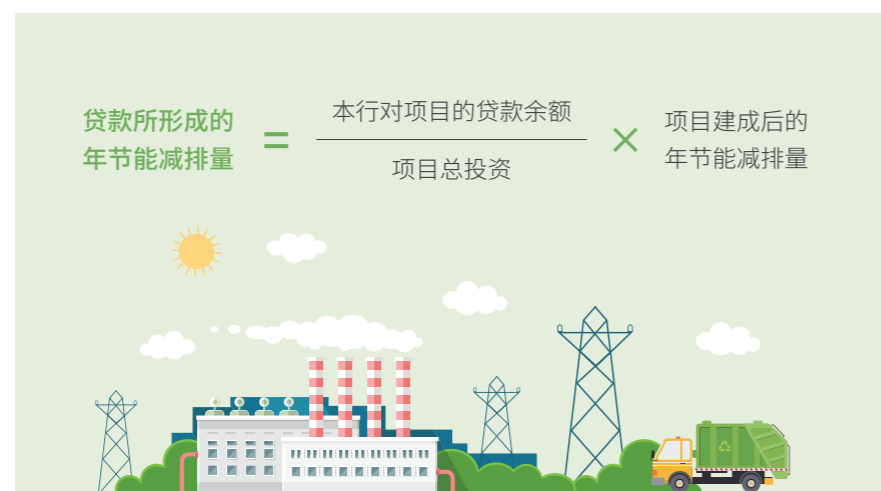 贷款所形成的
年节能减排量
=
本行对项目的贷款余额
项目总投资
×
项目建成后的
年节能减排量